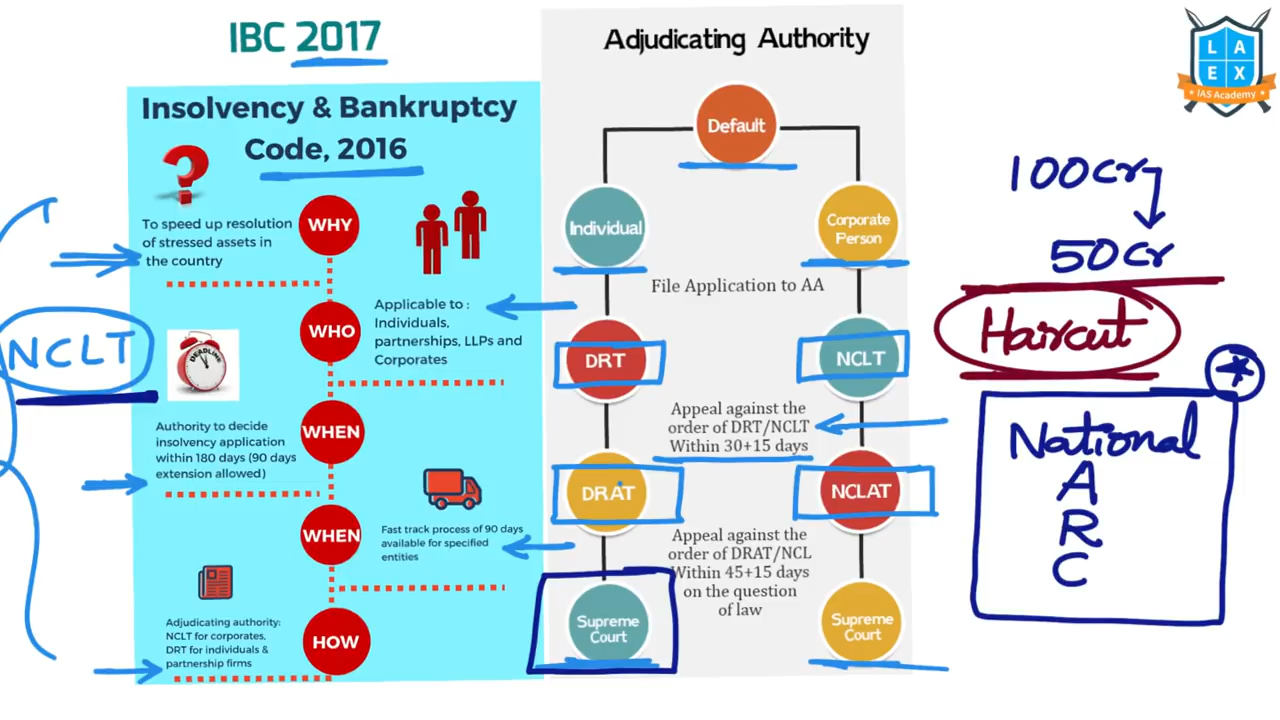 IBC 2017
Insolvency & Bankruptcy
Code, 2016
To speed up resolution
of stressed assets in
the country
WHY
Applicable to :
Individuals,
partnerships, LLPs and
Corporates
WHO
NCLT
DEADLINE
Authority to decide
insolvency application
within 180 days (90 days
extension allowed)
WHEN
Fast track process of 90 days
available for specified
entities
WHEN
Adjudicating authority:
NCLT for corporates,
DRT for individuals &
partnership firms
HOW
Adjudicating Authority
Default
Individual
Corporate
Person
File Application to AA
DRT
NCLT
Appeal against the
order of DRT/NCLT
Within 30+15 days
DRAT
NCLAT
Appeal against the
order of DRAT/NCL
Within 45+15 days
on the question
of law
Supreme
Court
Supreme
Court
LA
EX
IAS Academy
100Cr
50Cr
Haircut
National
A
R
C